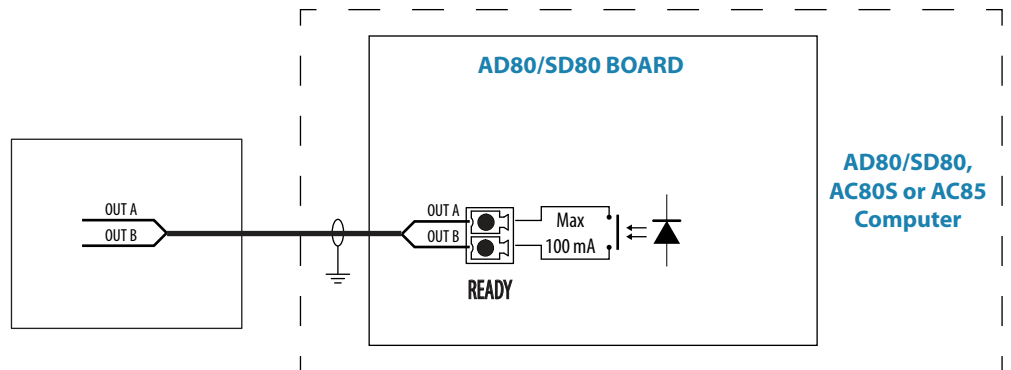 AD80/SD80 BOARD
AD80/SD80,
AC80S or AC85
Computer
OUT A
OUT B
OUT A
OUT B
Max
100 mA
READY